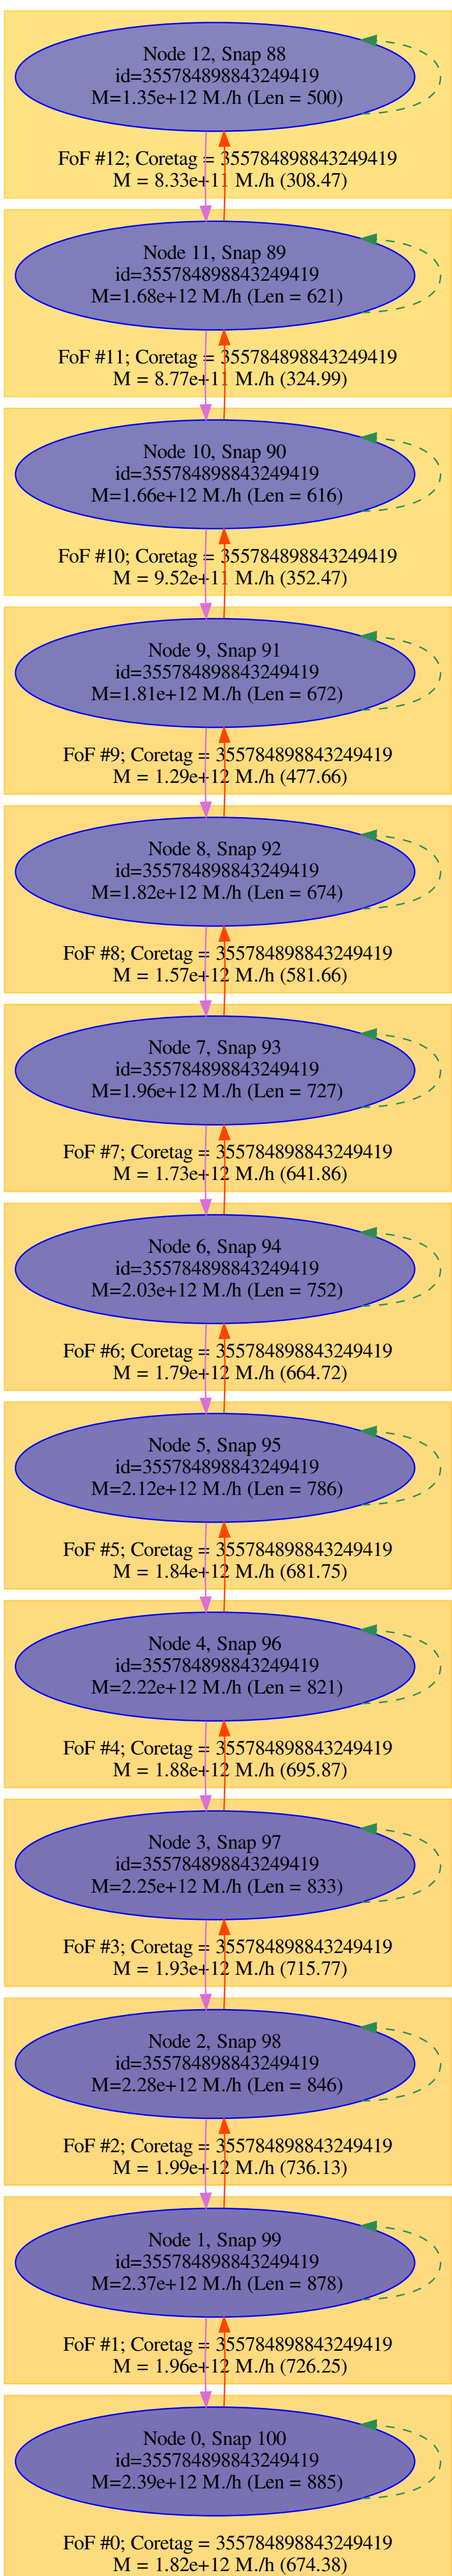 Node 12, Snap 88
id=355784898843249419
M=1.35e+12 M./h (Len = 500)
FoF #12; Coretag = 355784898843249419
M = 8.33e+11 M./h (308.47)
Node 11, Snap 89
id=355784898843249419
M=1.68e+12 M./h (Len = 621)
FoF #11; Coretag = 355784898843249419
M = 8.77e+11 M./h (324.99)
Node 10, Snap 90
id=355784898843249419
M=1.66e+12 M./h (Len = 616)
FoF #10; Coretag = 355784898843249419
M = 9.52e+11 M./h (352.47)
Node 9, Snap 91
id=355784898843249419
M=1.81e+12 M./h (Len = 672)
FoF #9; Coretag = 355784898843249419
M = 1.29e+12 M./h (477.66)
Node 8, Snap 92
id=355784898843249419
M=1.82e+12 M./h (Len = 674)
FoF #8; Coretag = 355784898843249419
M = 1.57e+12 M./h (581.66)
Node 7, Snap 93
id=355784898843249419
M=1.96e+12 M./h (Len = 727)
FoF #7; Coretag = 355784898843249419
M = 1.73e+12 M./h (641.86)
Node 6, Snap 94
id=355784898843249419
M=2.03e+12 M./h (Len = 752)
FoF #6; Coretag = 355784898843249419
M = 1.79e+12 M./h (664.72)
Node 5, Snap 95
id=355784898843249419
M=2.12e+12 M./h (Len = 786)
FoF #5; Coretag = 355784898843249419
M = 1.84e+12 M./h (681.75)
Node 4, Snap 96
id=355784898843249419
M=2.22e+12 M./h (Len = 821)
FoF #4; Coretag = 355784898843249419
M = 1.88e+12 M./h (695.87)
Node 3, Snap 97
id=355784898843249419
M=2.25e+12 M./h (Len = 833)
FoF #3; Coretag = 355784898843249419
M = 1.93e+12 M./h (715.77)
Node 2, Snap 98
id=355784898843249419
M=2.28e+12 M./h (Len = 846)
FoF #2; Coretag = 355784898843249419
M = 1.99e+12 M./h (736.13)
Node 1, Snap 99
id=355784898843249419
M=2.37e+12 M./h (Len = 878)
FoF #1; Coretag = 355784898843249419
M = 1.96e+12 M./h (726.25)
Node 0, Snap 100
id=355784898843249419
M=2.39e+12 M./h (Len = 885)
FoF #0; Coretag = 355784898843249419
M = 1.82e+12 M./h (674.38)